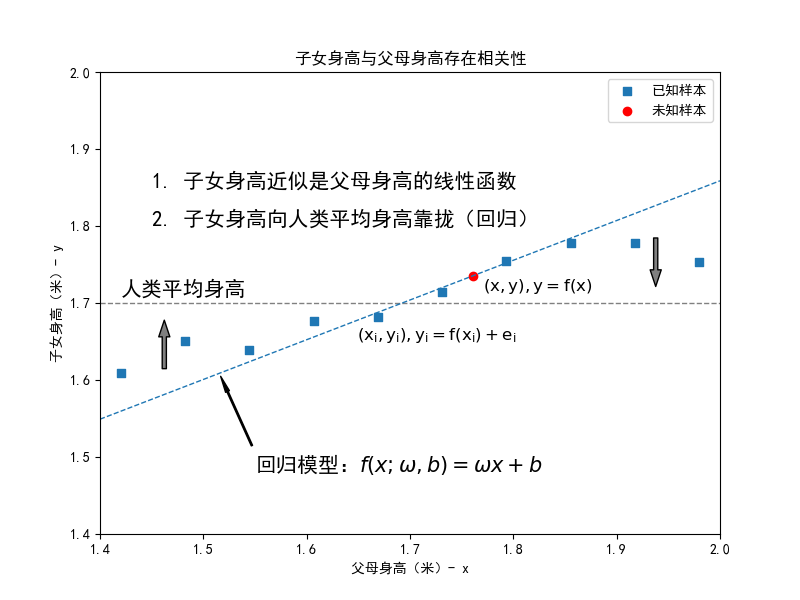 子女身高与父母身高存在相关性
已知样本
未知样本
1. 子女身高近似是父母身高的线性函数
2. 子女身高向人类平均身高靠拢（回归）
人类平均身高
(x, y), y = f(x)
(xᵢ, yᵢ), yᵢ = f(xᵢ) + eᵢ
回归模型：f(x; ω, b) = ωx + b
子女身高（米）- y
2.0
1.9
1.8
1.7
1.6
1.5
1.4
1.4 1.5 1.6 1.7 1.8 1.9 2.0
父母身高（米）- x